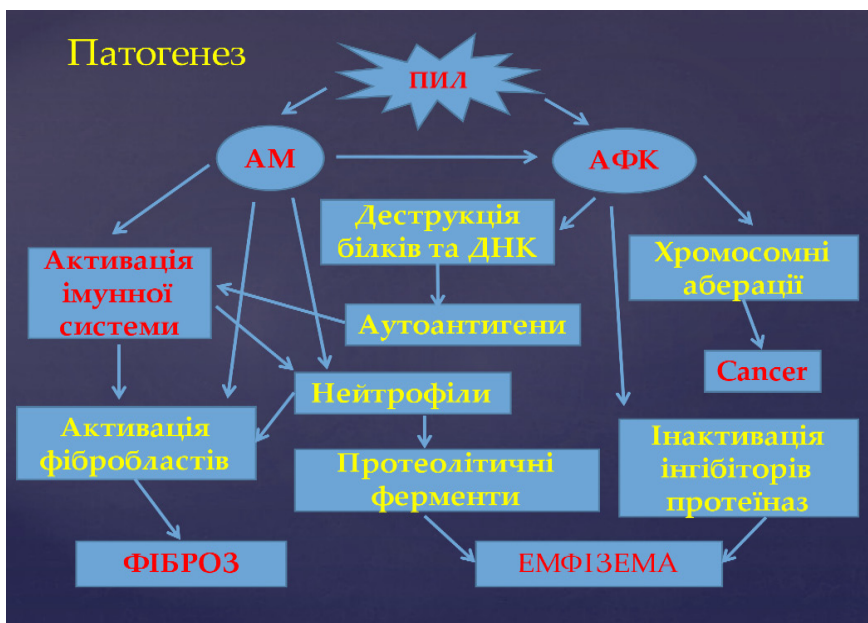 Патогенез
ПИЛ
АМ
АФК
Деструкція
білків та ДНК
Активація
імунної
системи
Хромосомні
аберації
Аутоантигени
Cancer
Нейтрофіли
Активація
фібробластів
Інактивація
інгібіторів
протеїназ
Протеолітичні
ферменти
ФІБРОЗ
ЕМФІЗЕМА